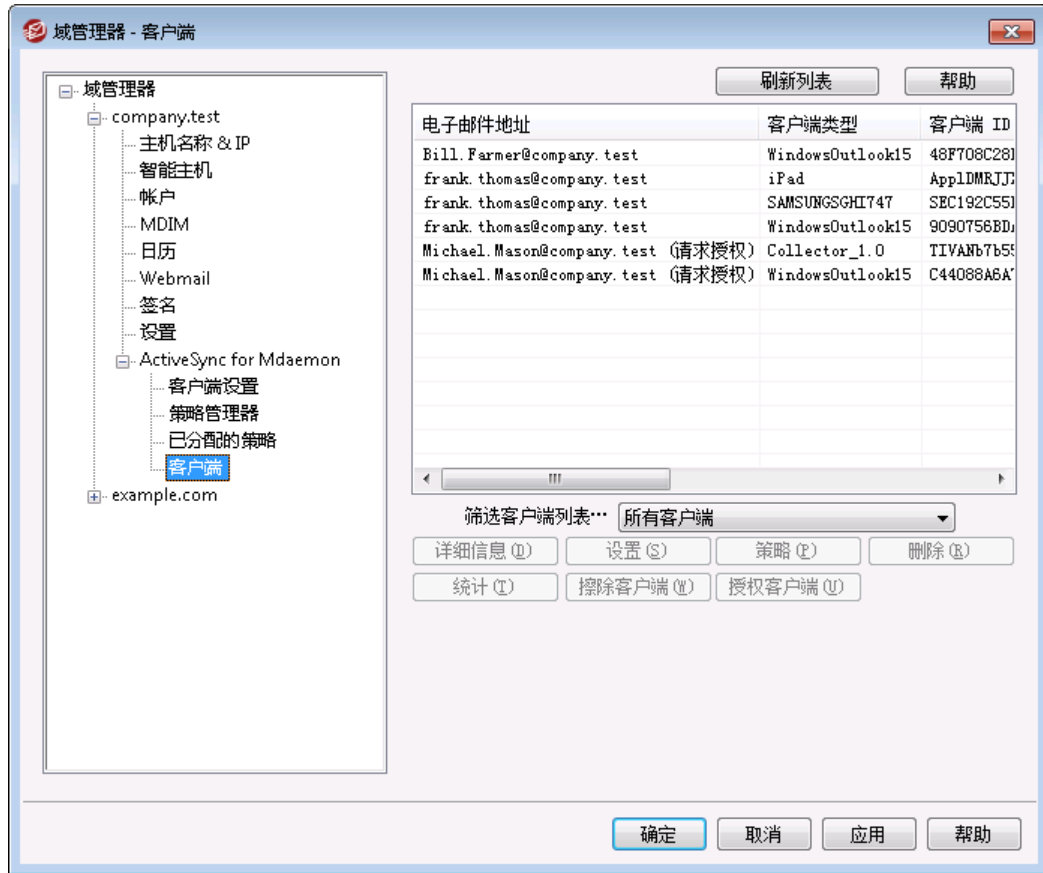 域管理器 - 客户端
域管理器
company.test
主机名称 & IP
智能主机
帐户
MDIM
日历
Webmail
签名
设置
ActiveSync for Mdaemon
客户端设置
策略管理器
已分配的策略
客户端
example.com
刷新列表 帮助
电子邮件地址 客户端类型 客户端 ID
Bill.Farmer@company.test WindowsOutlook15 48F708C28
frank.thomas@company.test iPad ApplDMRJJ
frank.thomas@company.test SAMSUNGSGHI747 SEC192C55
frank.thomas@company.test WindowsOutlook15 9090756BD
Michael.Mason@company.test (请求授权) Collector_1.0 TIVANb7b5
Michael.Mason@company.test (请求授权) WindowsOutlook15 C44088A6A
筛选客户端列表… 所有客户端
详细信息(D) 设置(S) 策略(P) 删除(R)
统计(T) 擦除客户端(W) 授权客户端(U)
确定 取消 应用 帮助